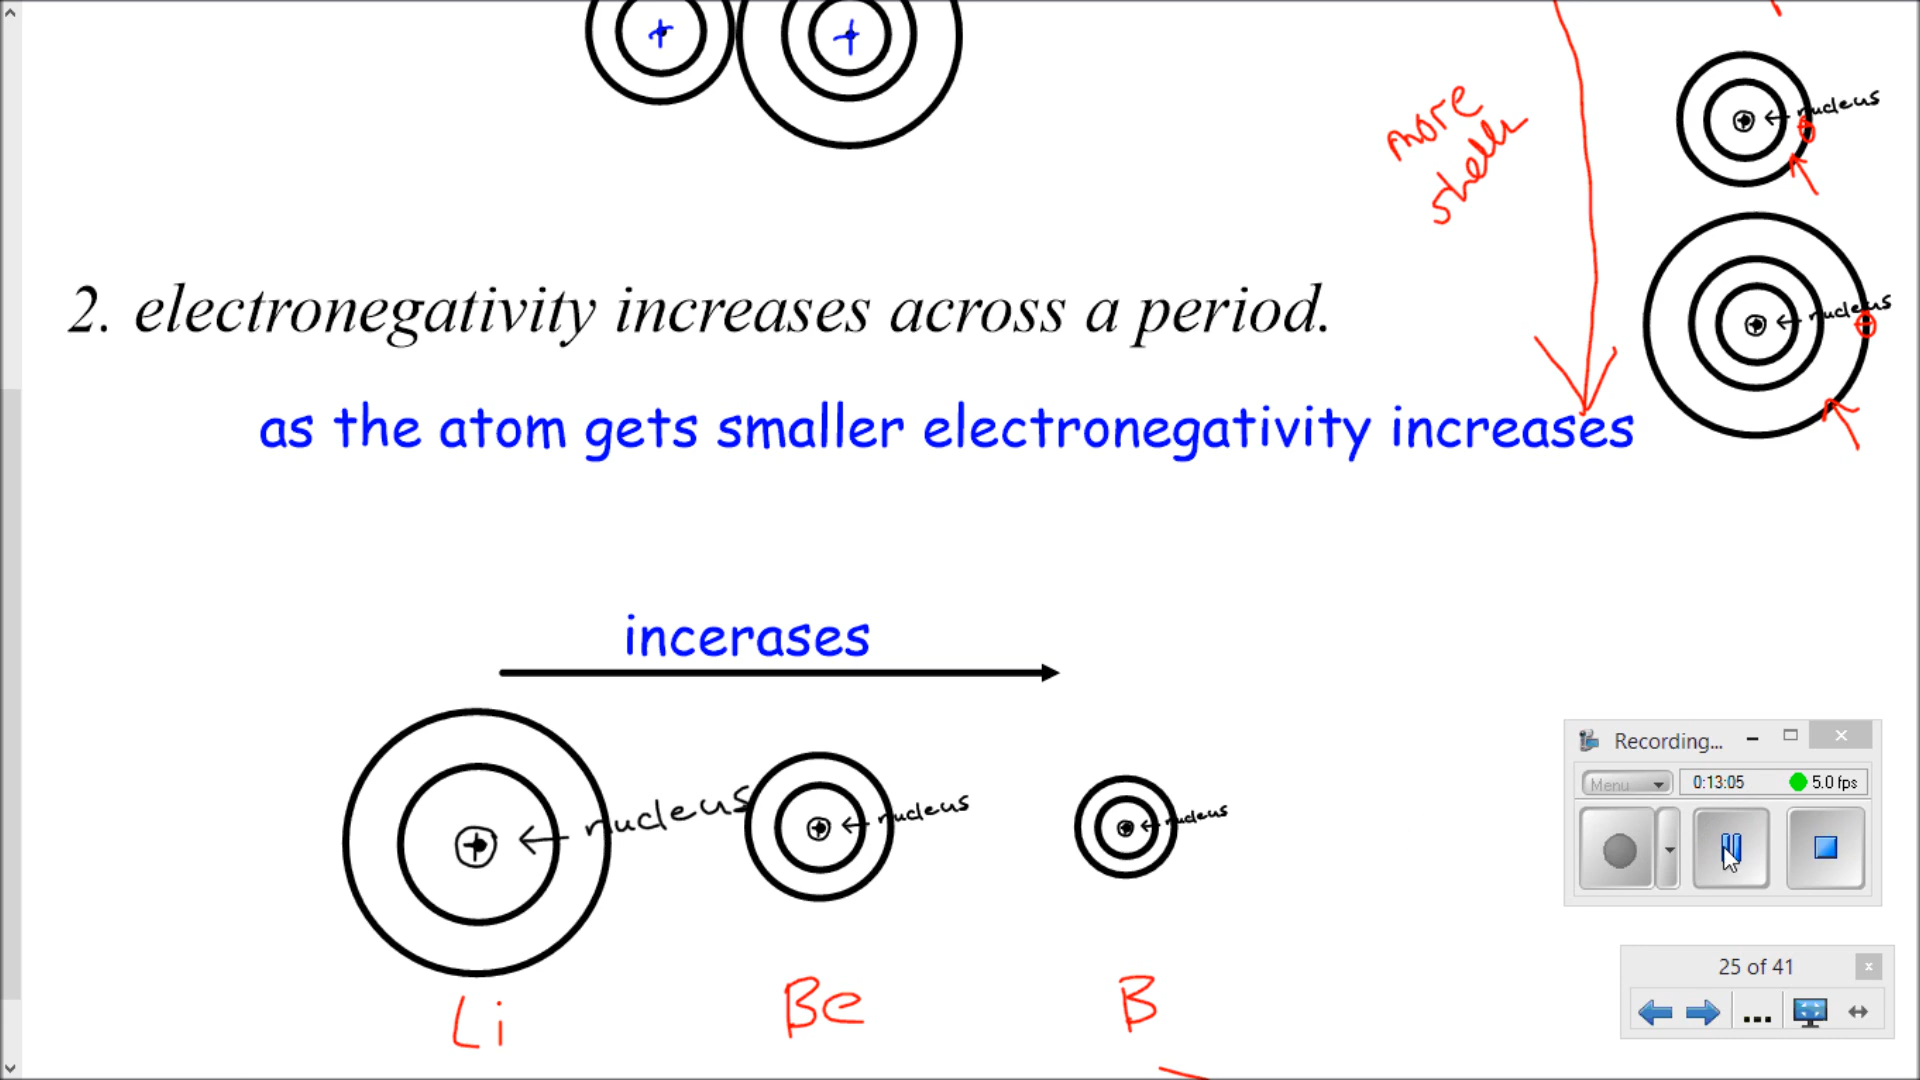 +
+
more
shells
nucleus
nucleus
2. electronegativity increases across a period.
as the atom gets smaller electronegativity increases
incerases
nucleus
nucleus
nucleus
Li
Be
B
Recording...
Menu
0:13:05
5.0 fps
25 of 41
...